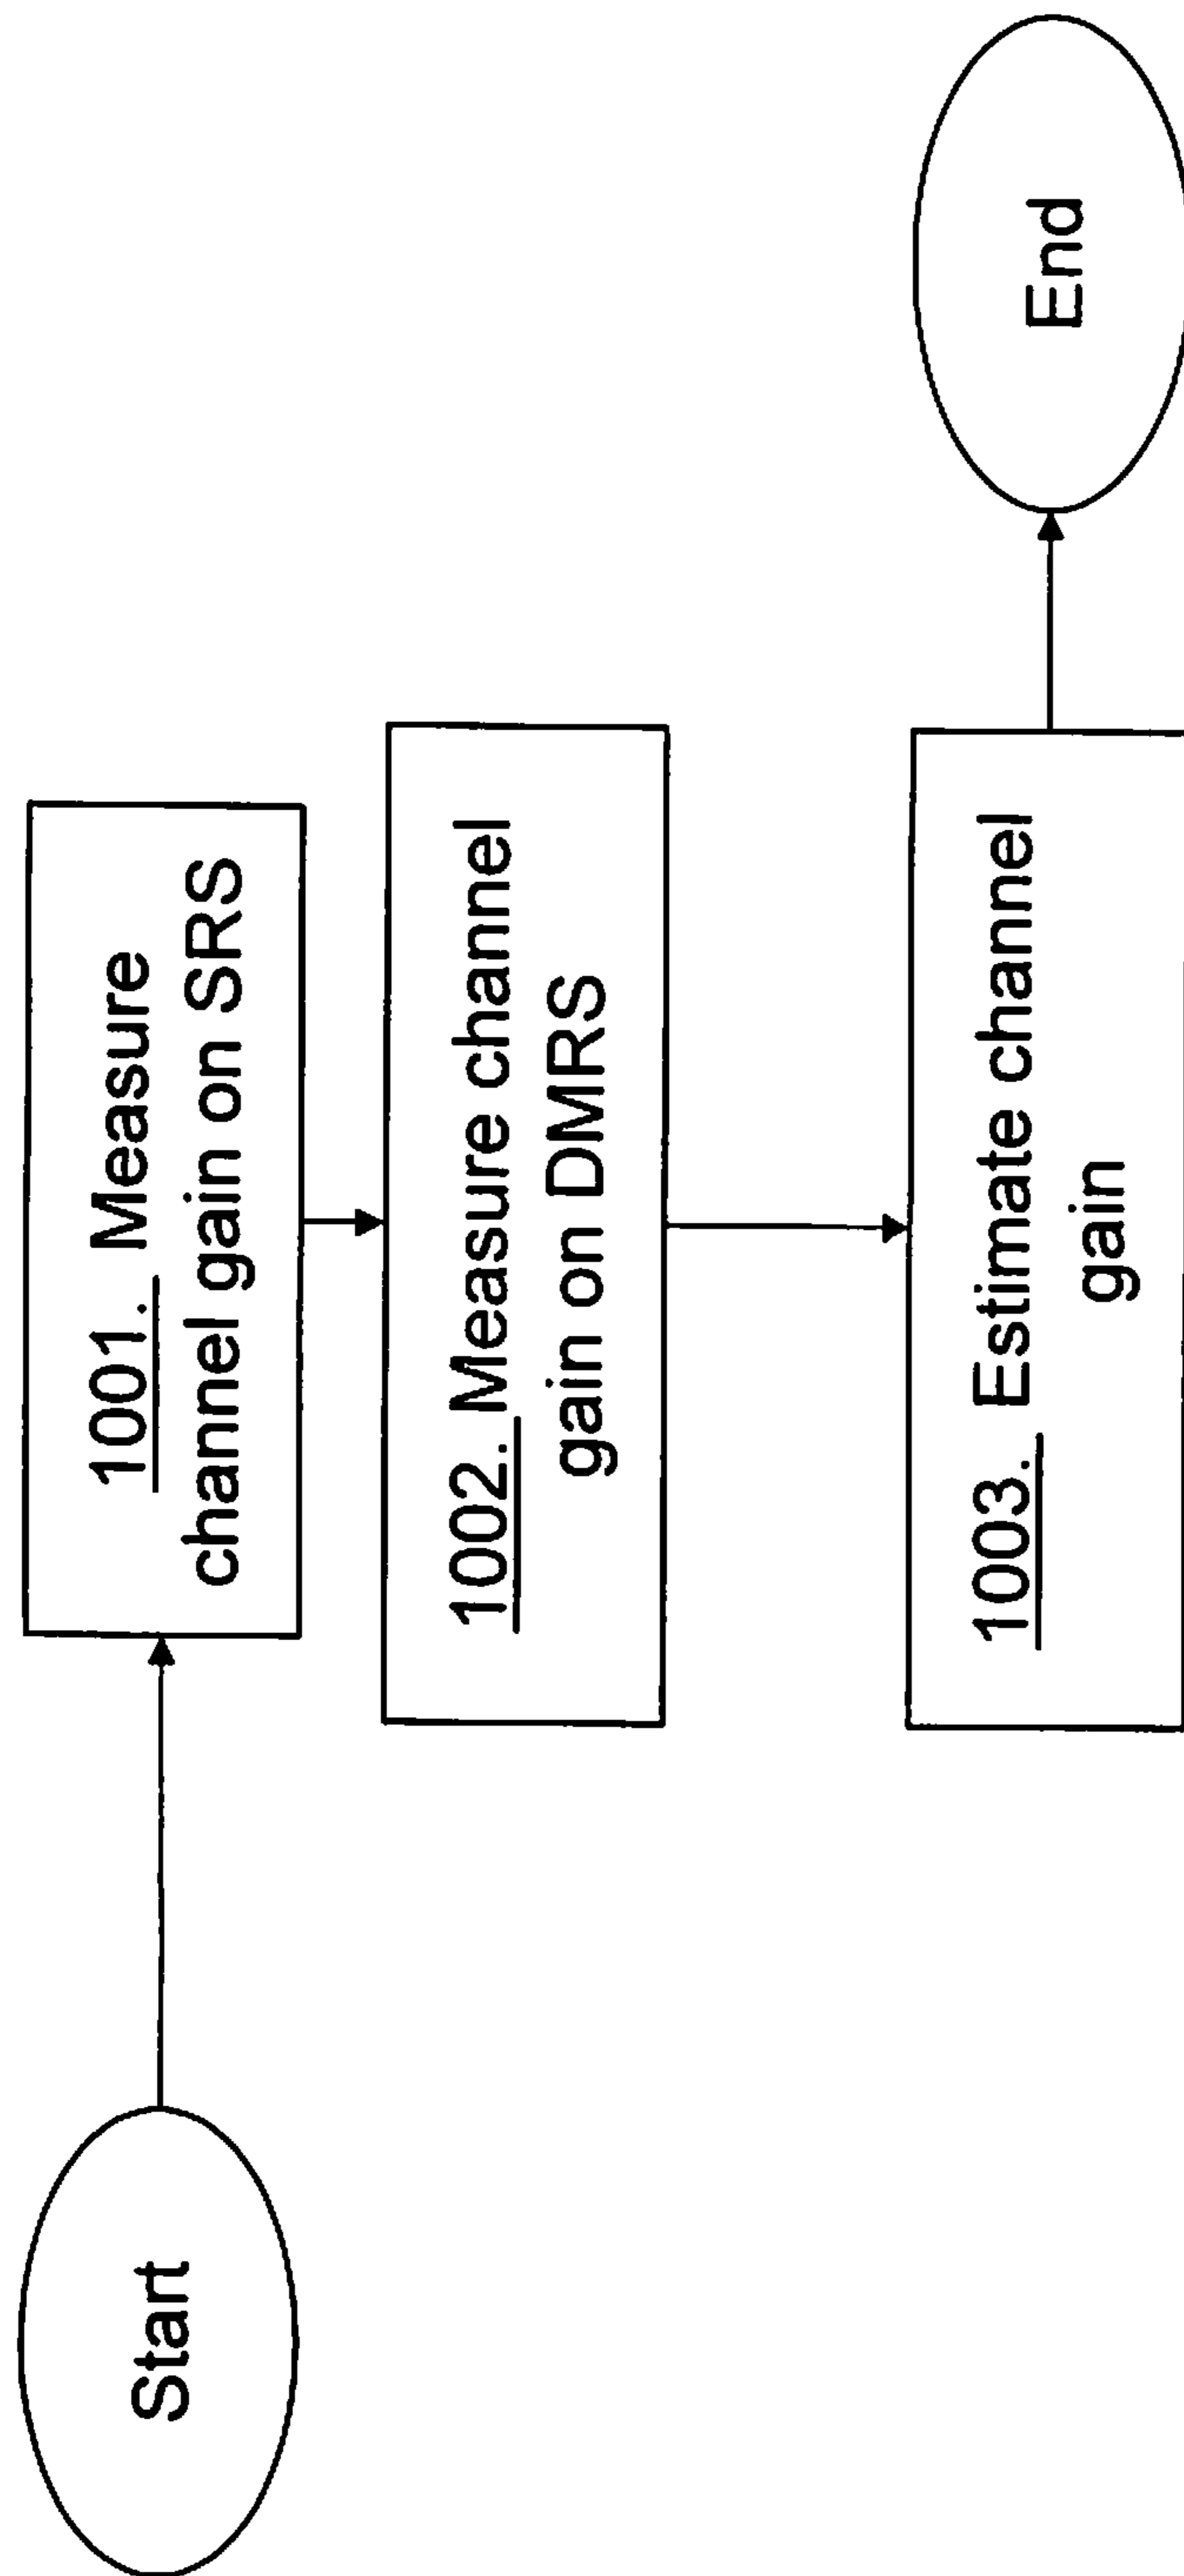 Start
1001. Measure
channel gain on SRS
1002. Measure channel
gain on DMRS
1003. Estimate channel
gain
End